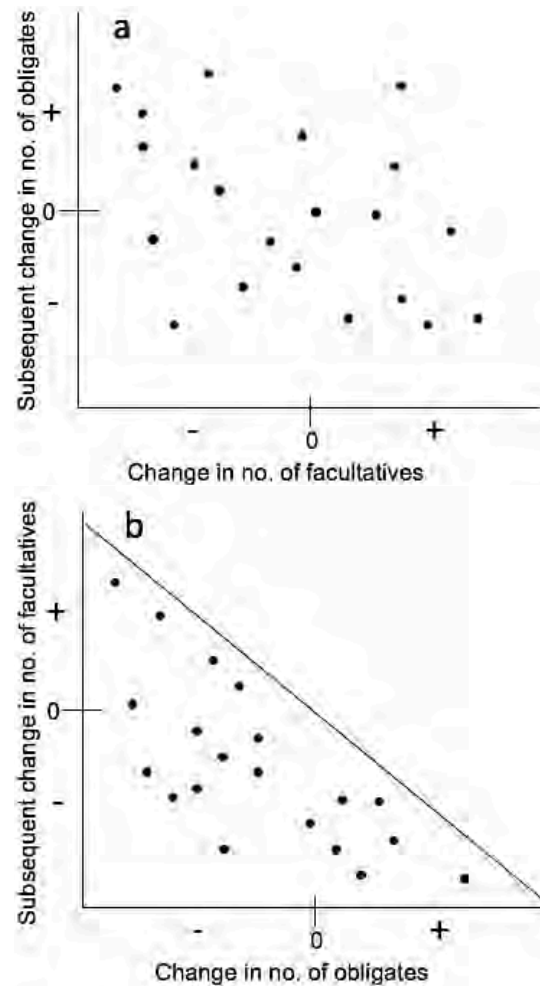 a
Subsequent change in no. of obligates
+
0
-
-
0
+
Change in no. of facultatives
b
Subsequent change in no. of facultatives
+
0
-
-
0
+
Change in no. of obligates